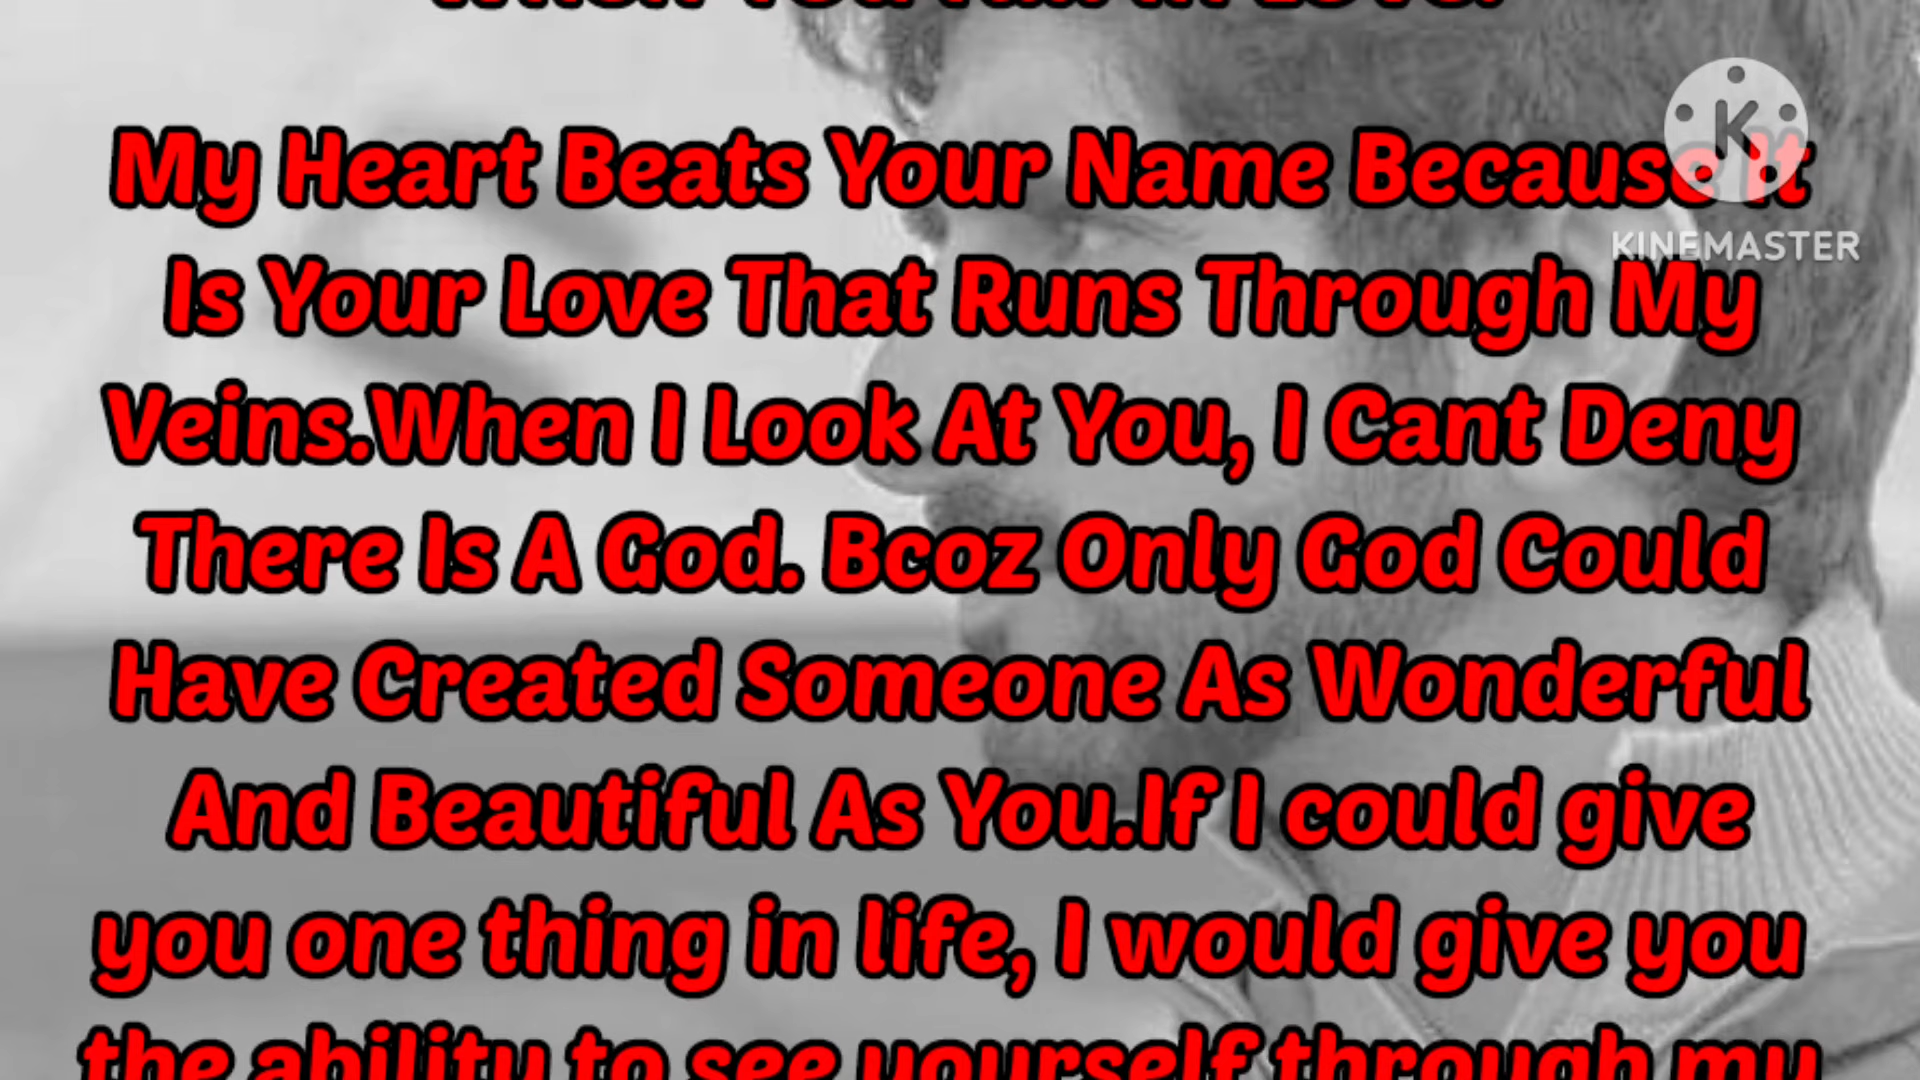 My Heart Beats Your Name Because It
Is Your Love That Runs Through My
Veins.When I Look At You, I Cant Deny
There Is A God. Bcoz Only God Could
Have Created Someone As Wonderful
And Beautiful As You.If I could give
you one thing in life, I would give you
the ability to see yourself through my
K
KINEMASTER